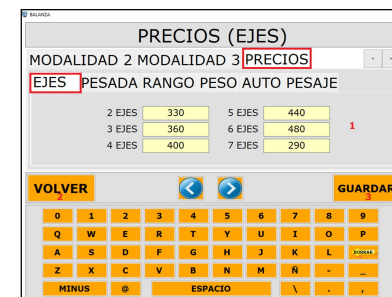 BALANZA
PRECIOS (EJES)
MODALIDAD 2 MODALIDAD 3 PRECIOS
EJES PESADA RANGO PESO AUTO PESAJE
2 EJES 330 5 EJES 440
3 EJES 360 6 EJES 480 1
4 EJES 400 7 EJES 290
VOLVER GUARDAR
2 3
0 1 2 3 4 5 6 7 8 9
Q W E R T Y U I O P
A S D F G H J K L BORRAR
Z X C V B N M Ñ - _
MINUS @ ESPACIO \ . ,